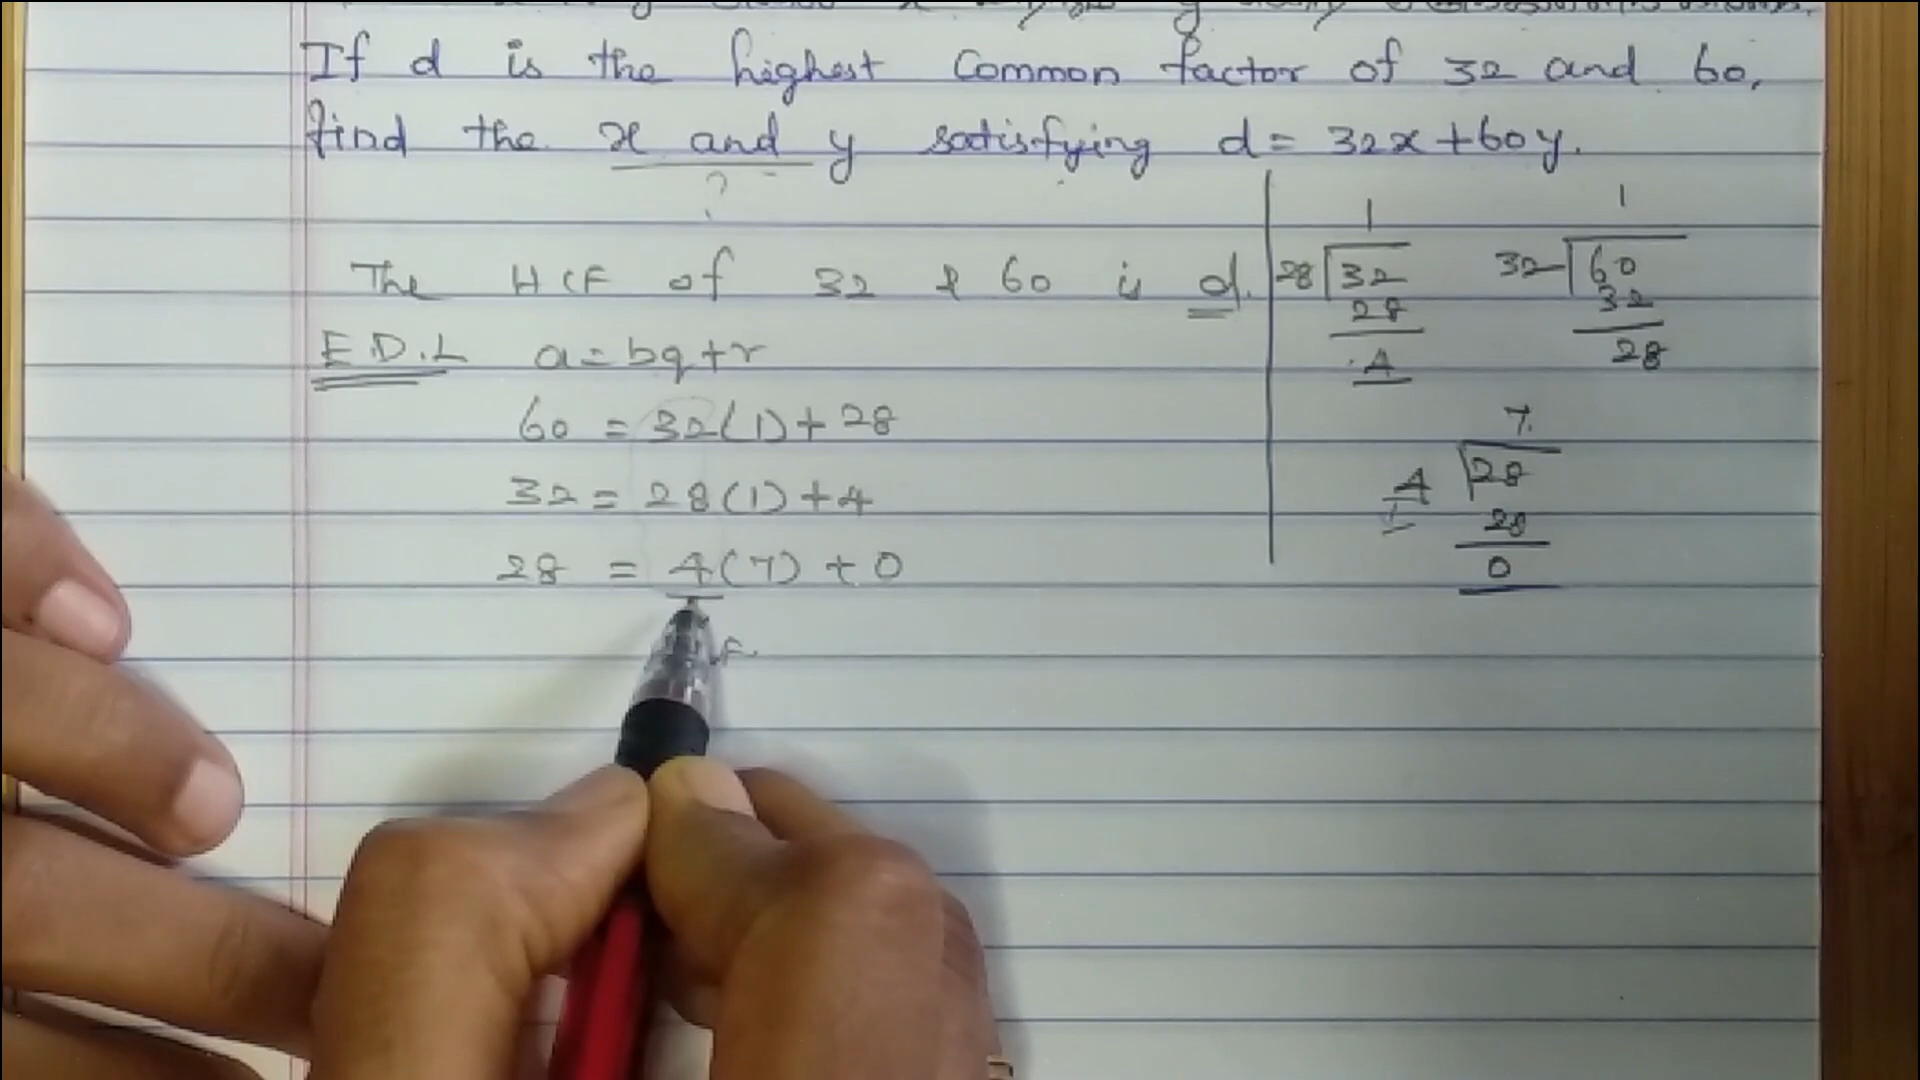 If d is the highest Common factor of 32 and 60,
find the x and y satisfying d = 32x+60y.
?
The HCF of 32 & 60 is d.
E.D.L a=bq+r
60 = 32(1)+28
32 = 28(1)+4
28 = 4(7)+0
1
28 32
28
4
1
32 60
32
28
7.
4 28
28
0